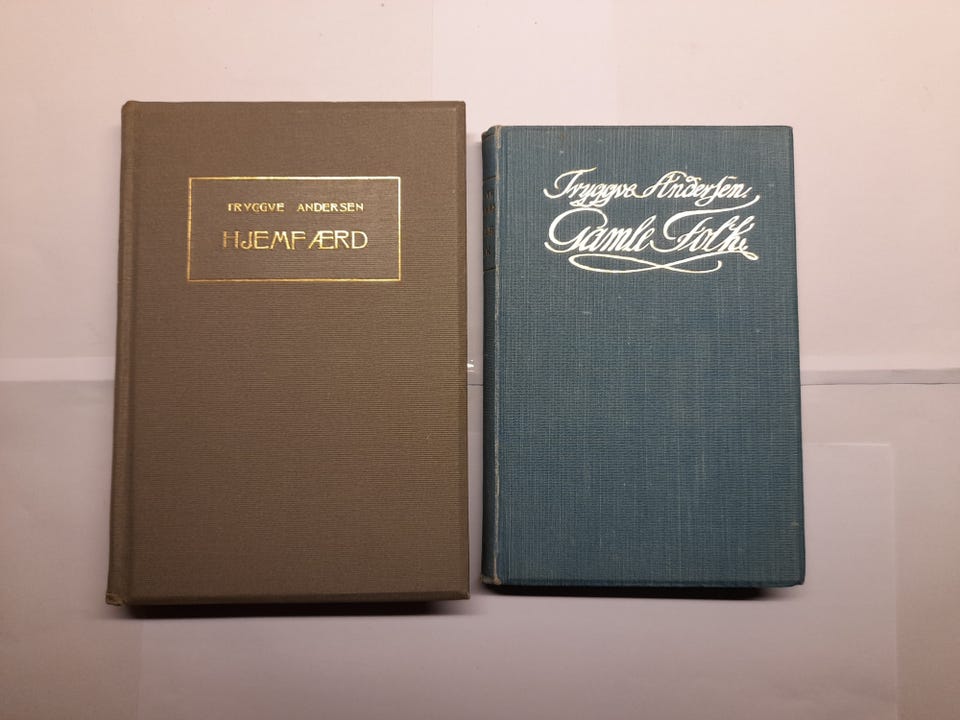 TRYGGVE ANDERSEN
HJEMFÆRD
Tryggve Andersen.
Gamle Folk.